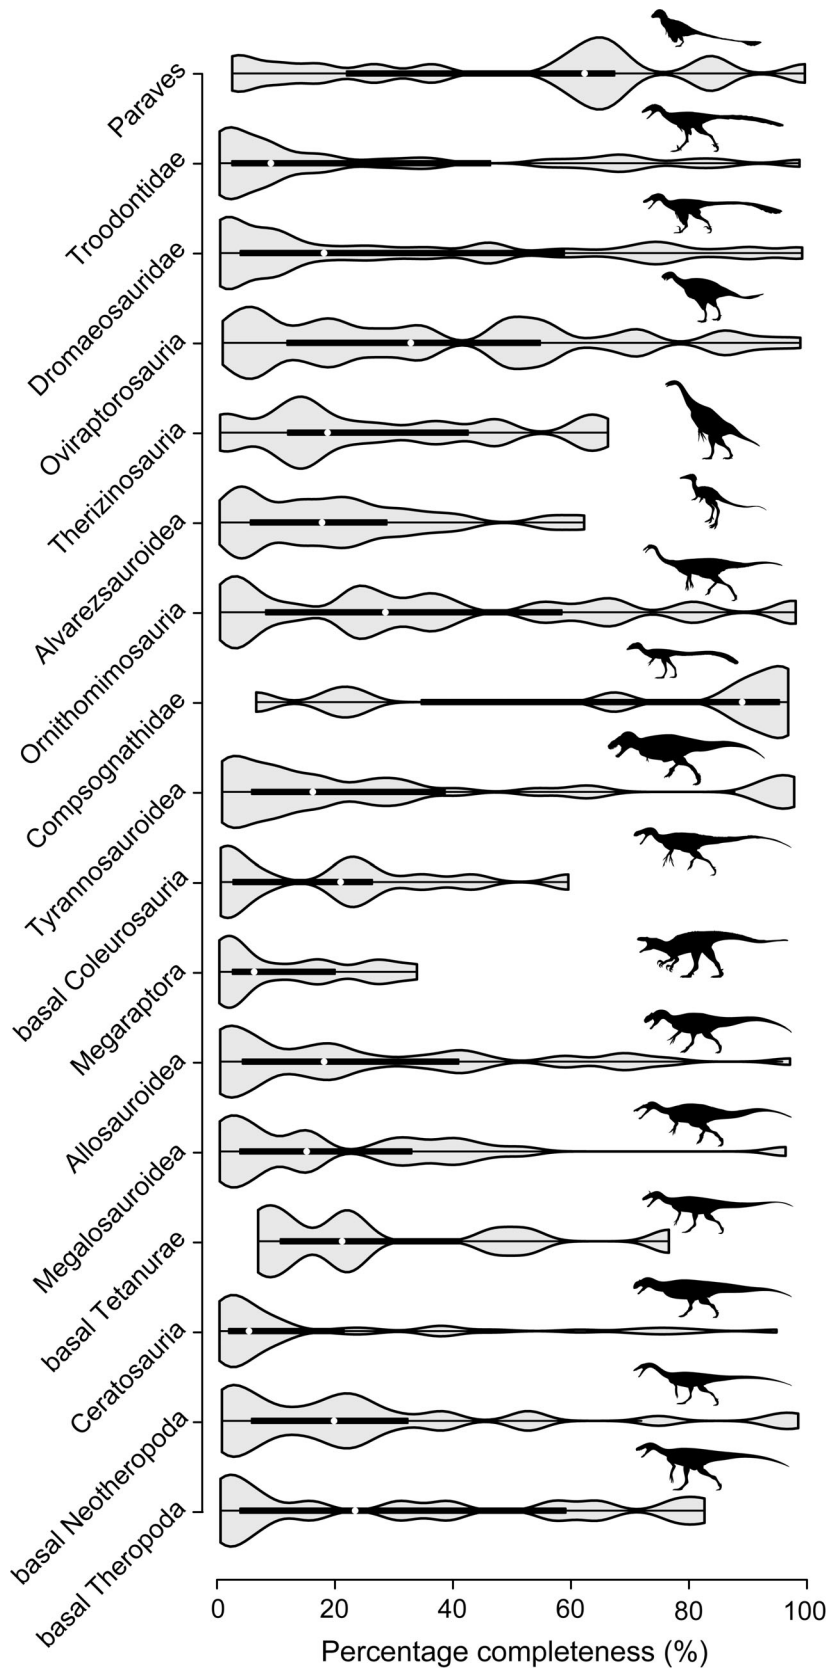 Paraves
Troodontidae
Dromaeosauridae
Oviraptorosauria
Therizinosauria
Alvarezsauroidea
Ornithomimosauria
Compsognathidae
Tyrannosauroidea
basal Coleurosauria
Megaraptora
Allosauroidea
Megalosauroidea
basal Tetanurae
Ceratosauria
basal Neotheropoda
basal Theropoda
0 20 40 60 80 100
Percentage completeness (%)